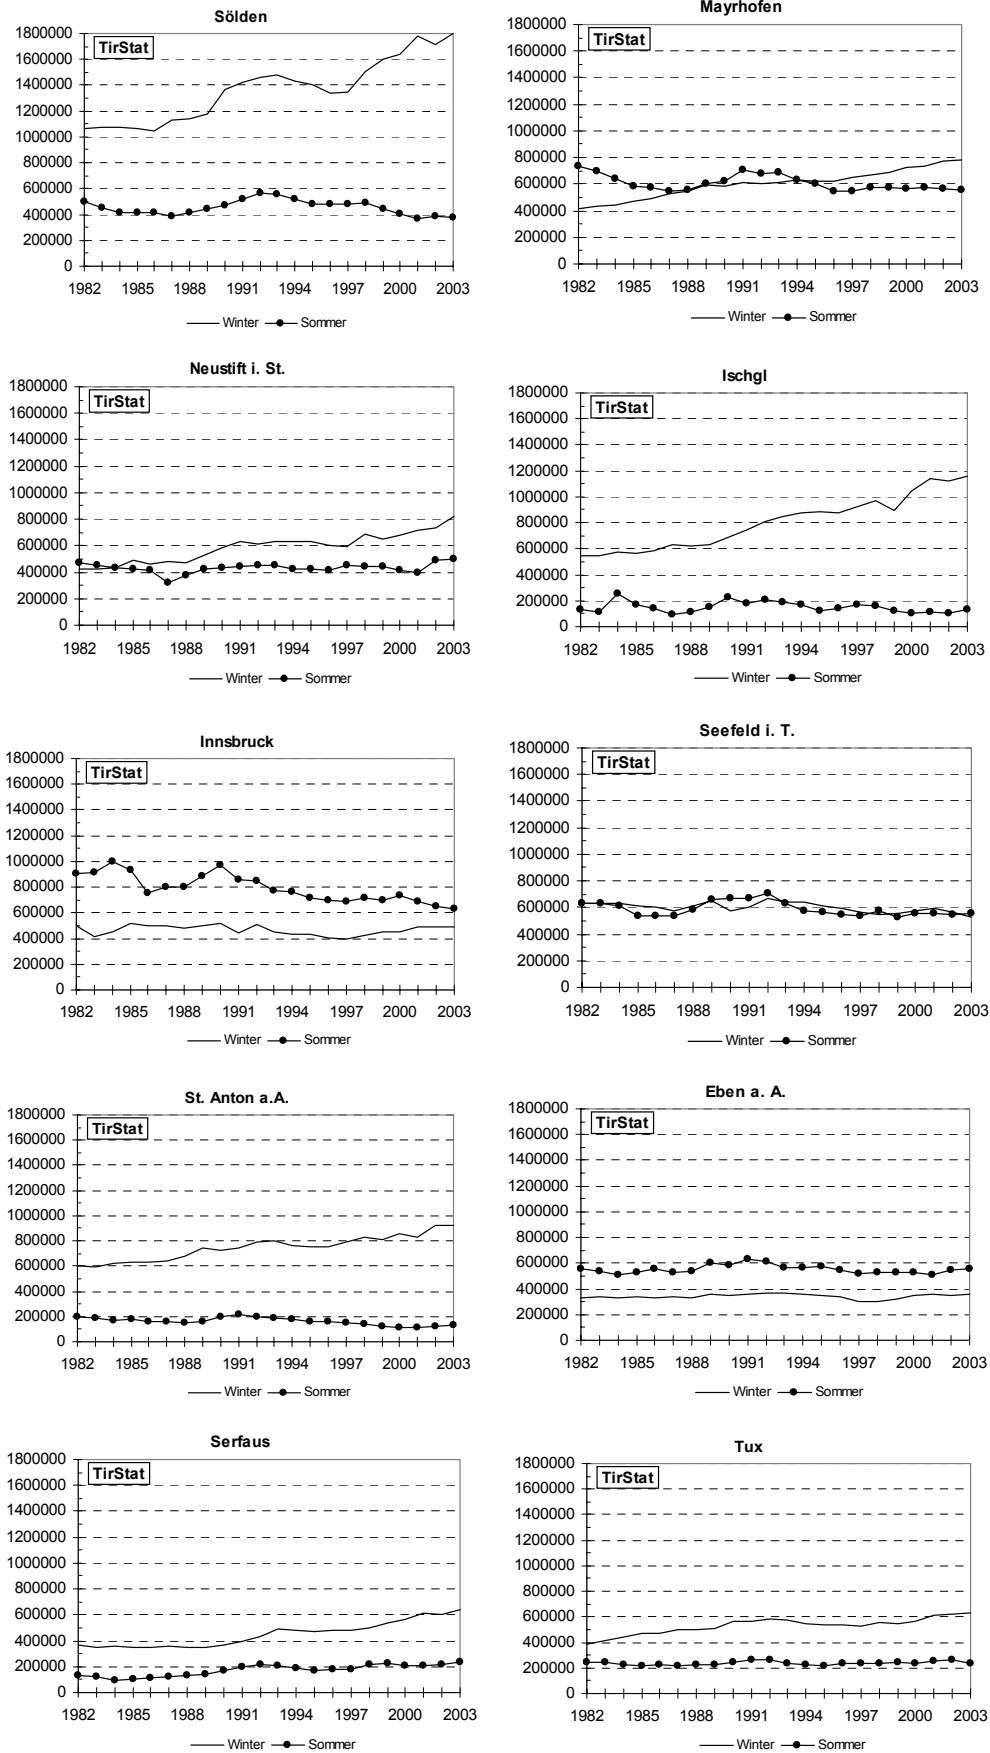 Sölden
TirStat
1800000
1600000
1400000
1200000
1000000
800000
600000
400000
200000
0
1982 1985 1988 1991 1994 1997 2000 2003
Winter Sommer
Mayrhofen
TirStat
1800000
1600000
1400000
1200000
1000000
800000
600000
400000
200000
0
1982 1985 1988 1991 1994 1997 2000 2003
Winter Sommer
Neustift i. St.
TirStat
1800000
1600000
1400000
1200000
1000000
800000
600000
400000
200000
0
1982 1985 1988 1991 1994 1997 2000 2003
Winter Sommer
Ischgl
TirStat
1800000
1600000
1400000
1200000
1000000
800000
600000
400000
200000
0
1982 1985 1988 1991 1994 1997 2000 2003
Winter Sommer
Innsbruck
TirStat
1800000
1600000
1400000
1200000
1000000
800000
600000
400000
200000
0
1982 1985 1988 1991 1994 1997 2000 2003
Winter Sommer
Seefeld i. T.
TirStat
1800000
1600000
1400000
1200000
1000000
800000
600000
400000
200000
0
1982 1985 1988 1991 1994 1997 2000 2003
Winter Sommer
St. Anton a.A.
TirStat
1800000
1600000
1400000
1200000
1000000
800000
600000
400000
200000
0
1982 1985 1988 1991 1994 1997 2000 2003
Winter Sommer
Eben a. A.
TirStat
1800000
1600000
1400000
1200000
1000000
800000
600000
400000
200000
0
1982 1985 1988 1991 1994 1997 2000 2003
Winter Sommer
Serfaus
TirStat
1800000
1600000
1400000
1200000
1000000
800000
600000
400000
200000
0
1982 1985 1988 1991 1994 1997 2000 2003
Winter Sommer
Tux
TirStat
1800000
1600000
1400000
1200000
1000000
800000
600000
400000
200000
0
1982 1985 1988 1991 1994 1997 2000 2003
Winter Sommer